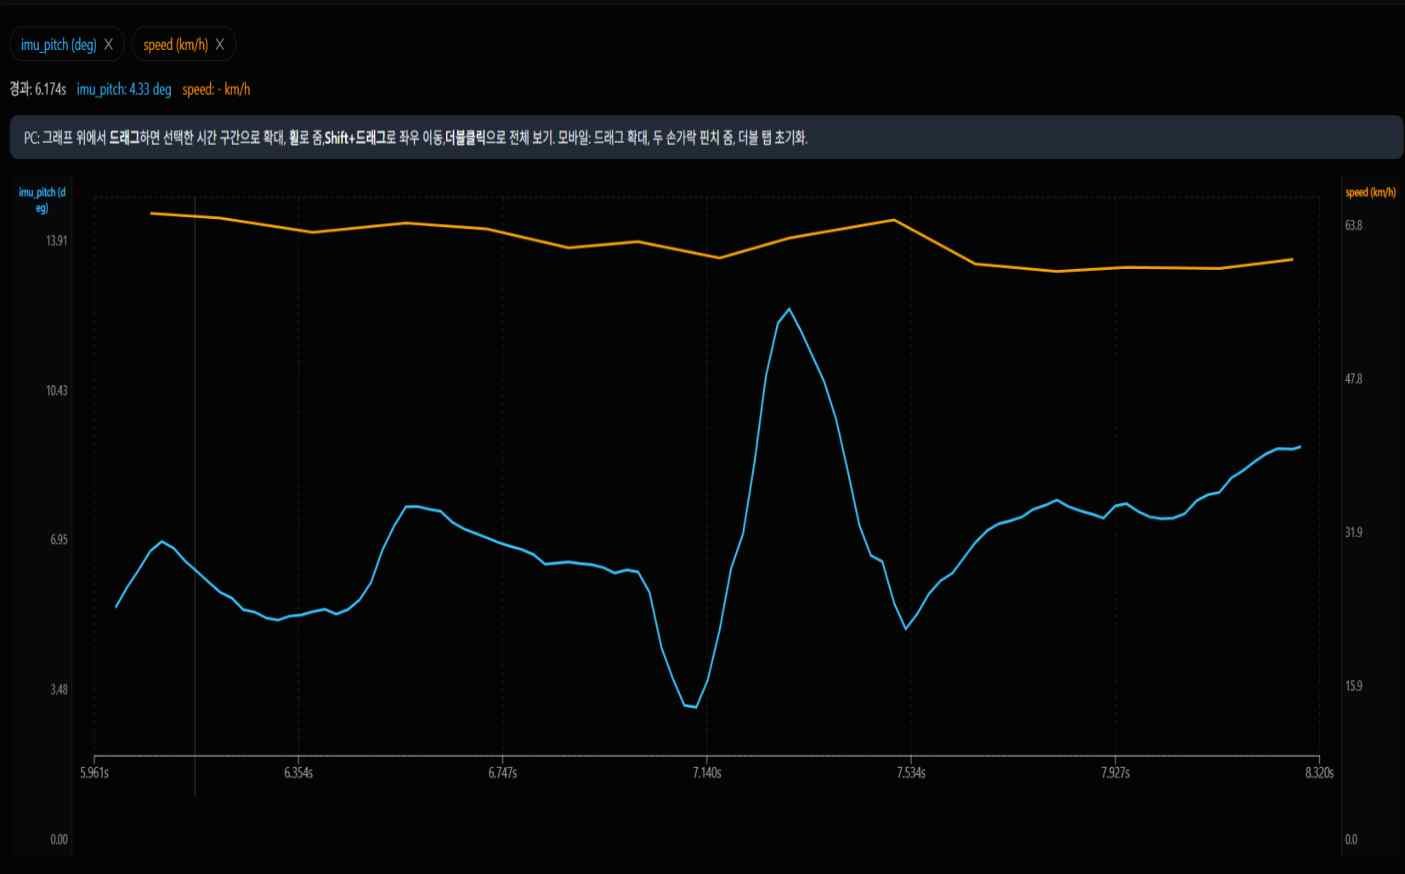 imu_pitch (deg) X speed (km/h) X
경과: 6.174s imu_pitch: 4.33 deg speed: - km/h
PC: 그래프 위에서 드래그하면 선택한 시간 구간으로 확대, 휠로 줌,Shift+드래그로 좌우 이동,더블클릭으로 전체 보기. 모바일: 드래그 확대, 두 손가락 핀치 줌, 더블 탭 초기화.
imu_pitch (d
eg)
speed (km/h)
13.91
63.8
10.43
47.8
6.95
31.9
3.48
15.9
5.961s 6.354s 6.747s 7.140s 7.534s 7.927s 8.320s
0.00
0.0